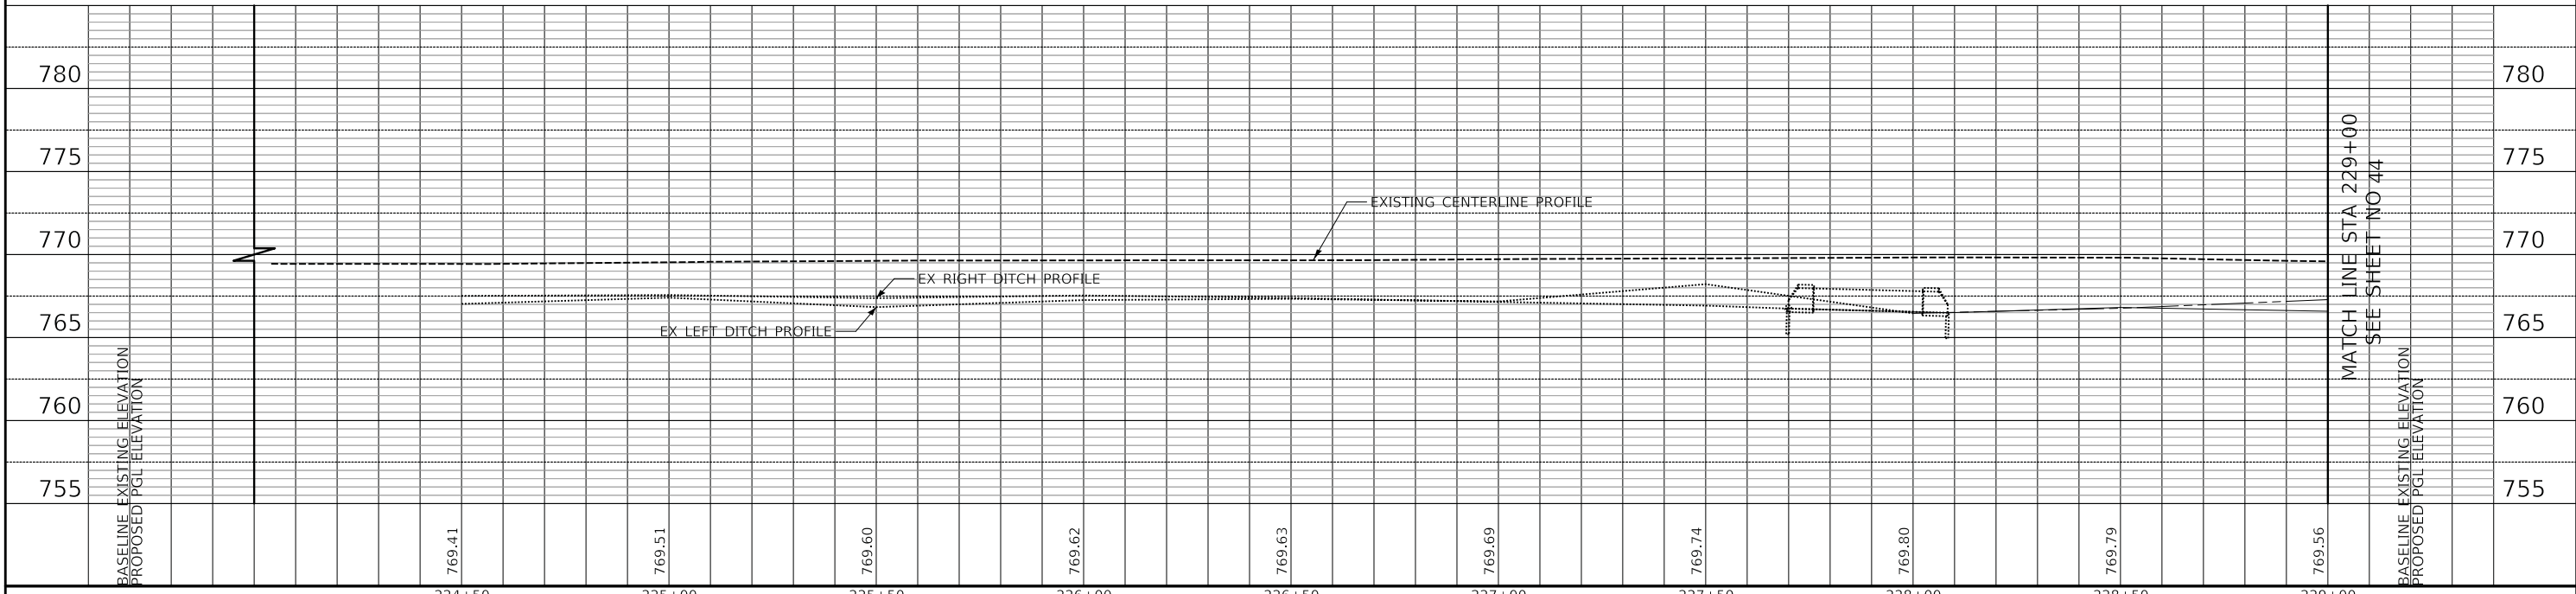 780 780
775 775
770 770
765 765
760 760
755 755
EXISTING CENTERLINE PROFILE
EX RIGHT DITCH PROFILE
EX LEFT DITCH PROFILE
MATCH LINE STA 229+00
SEE SHEET NO 44
BASELINE EXISTING ELEVATION
PROPOSED PGL ELEVATION
BASELINE EXISTING ELEVATION
PROPOSED PGL ELEVATION
769.41 769.51 769.60 769.62 769.63 769.69 769.74 769.80 769.79 769.56